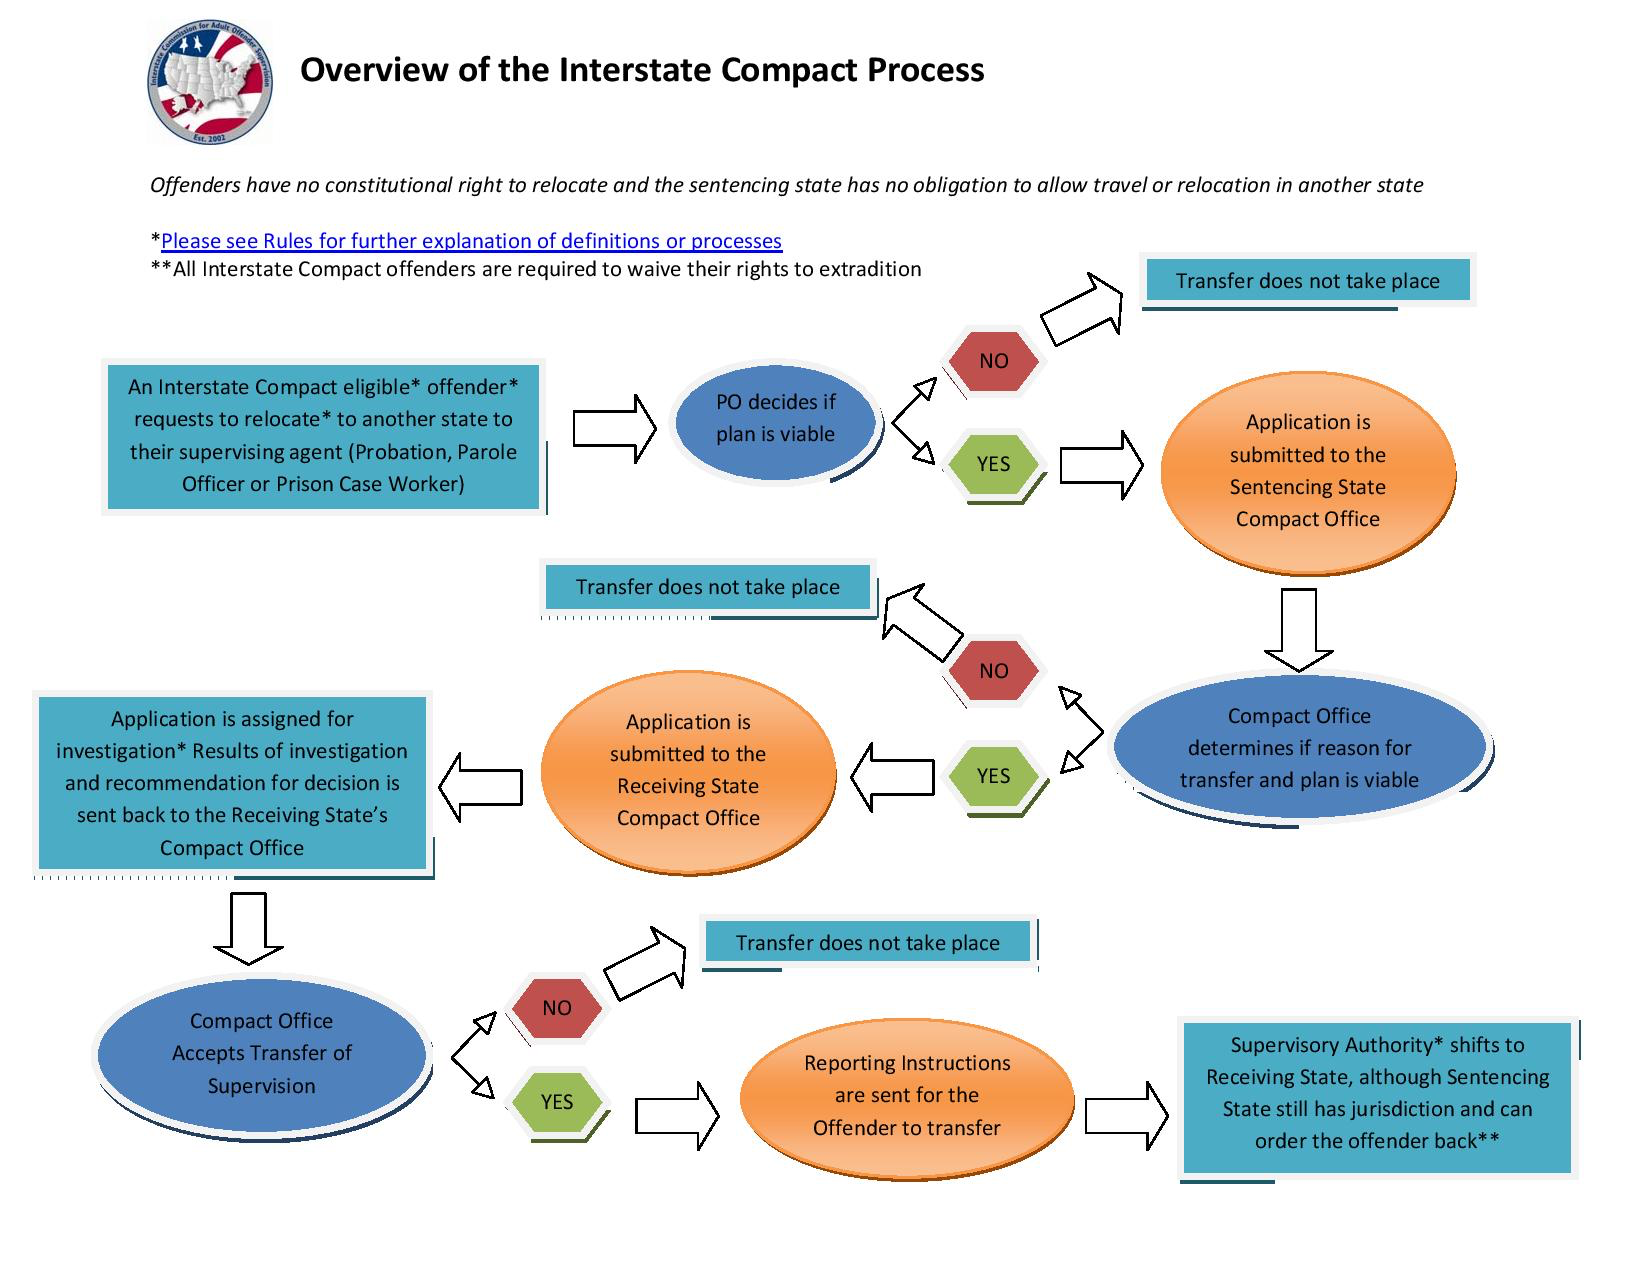 Interstate Commission for Adult Offender Supervision
Est. 2002
Overview of the Interstate Compact Process
Offenders have no constitutional right to relocate and the sentencing state has no obligation to allow travel or relocation in another state
*Please see Rules for further explanation of definitions or processes
**All Interstate Compact offenders are required to waive their rights to extradition
Transfer does not take place
NO
An Interstate Compact eligible* offender*
requests to relocate* to another state to
their supervising agent (Probation, Parole
Officer or Prison Case Worker)
PO decides if
plan is viable
YES
Application is
submitted to the
Sentencing State
Compact Office
Transfer does not take place
NO
Compact Office
determines if reason for
transfer and plan is viable
YES
Application is
submitted to the
Receiving State
Compact Office
Application is assigned for
investigation* Results of investigation
and recommendation for decision is
sent back to the Receiving State’s
Compact Office
Transfer does not take place
NO
Compact Office
Accepts Transfer of
Supervision
YES
Reporting Instructions
are sent for the
Offender to transfer
Supervisory Authority* shifts to
Receiving State, although Sentencing
State still has jurisdiction and can
order the offender back**